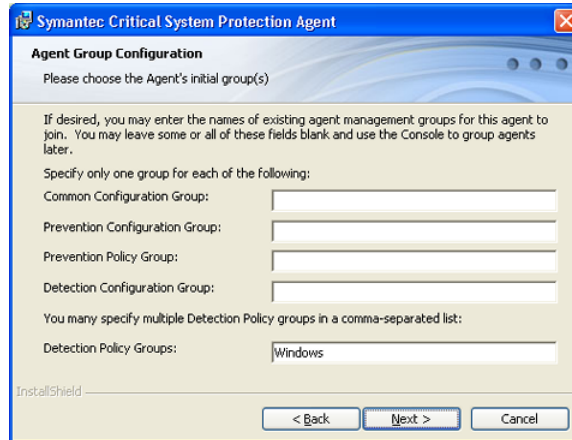 Symantec Critical System Protection Agent
Agent Group Configuration
Please choose the Agent's initial group(s)
If desired, you may enter the names of existing agent management groups for this agent to
join. You may leave some or all of these fields blank and use the Console to group agents
later.
Specify only one group for each of the following:
Common Configuration Group:
Prevention Configuration Group:
Prevention Policy Group:
Detection Configuration Group:
You many specify multiple Detection Policy groups in a comma-separated list:
Detection Policy Groups: Windows
InstallShield
< Back Next > Cancel